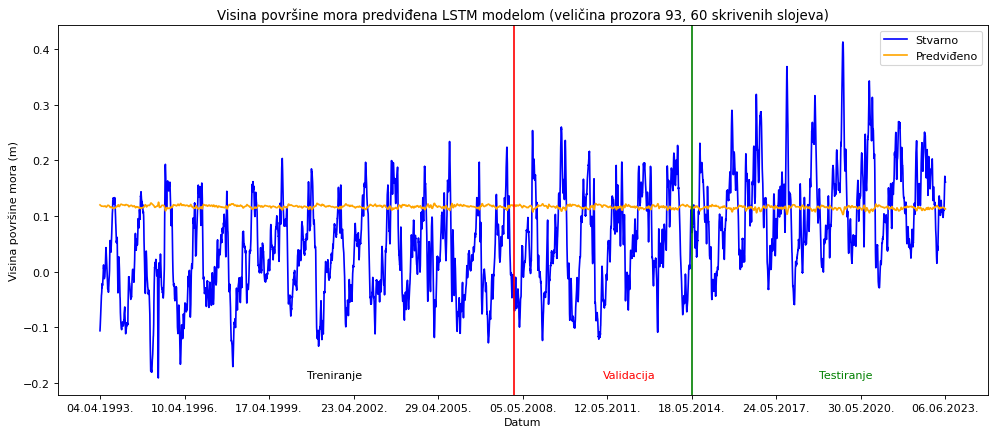 Visina površine mora predviđena LSTM modelom (veličina prozora 93, 60 skrivenih slojeva)
Stvarno
Predviđeno
0.4
0.3
0.2
0.1
0.0
−0.1
−0.2
Visina površine mora (m)
Treniranje
Validacija
Testiranje
04.04.1993.
10.04.1996.
17.04.1999.
23.04.2002.
29.04.2005.
05.05.2008.
12.05.2011.
18.05.2014.
24.05.2017.
30.05.2020.
06.06.2023.
Datum